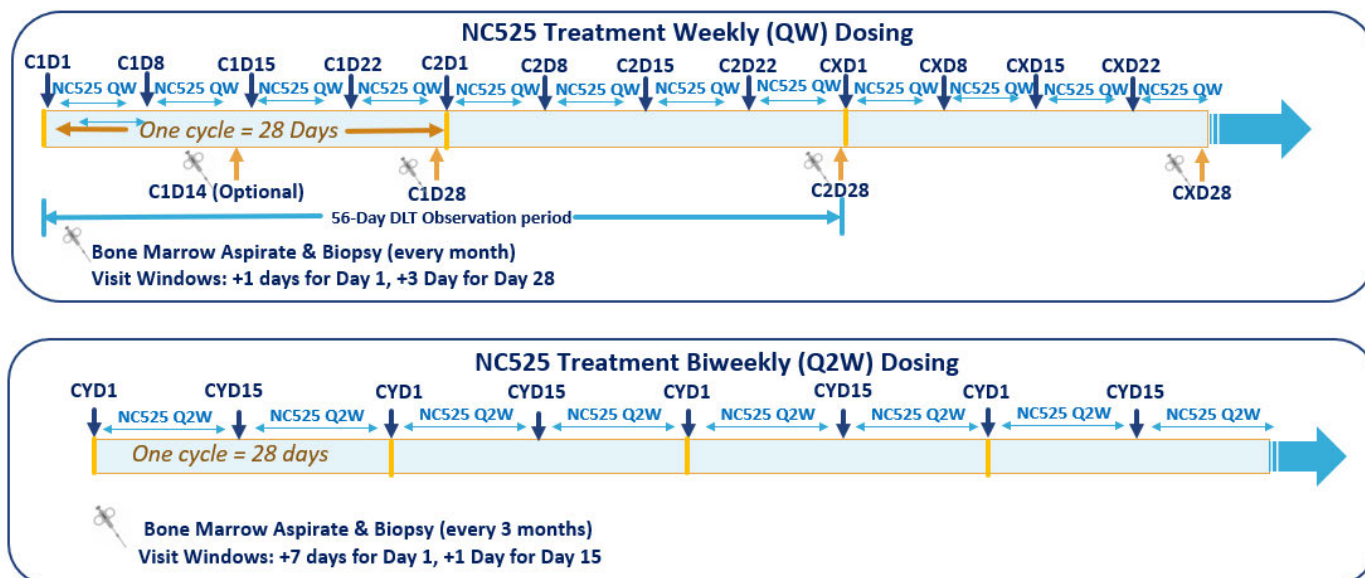 NC525 Treatment Weekly (QW) Dosing
C1D1 C1D8 C1D15 C1D22 C2D1 C2D8 C2D15 C2D22 CXD1 CXD8 CXD15 CXD22
NC525 QW NC525 QW NC525 QW NC525 QW NC525 QW NC525 QW NC525 QW NC525 QW NC525 QW NC525 QW NC525 QW NC525 QW
One cycle = 28 Days
C1D14 (Optional) C1D28 C2D28 CXD28
56-Day DLT Observation period
Bone Marrow Aspirate & Biopsy (every month)
Visit Windows: +1 days for Day 1, +3 Day for Day 28
NC525 Treatment Biweekly (Q2W) Dosing
CYD1 CYD15 CYD1 CYD15 CYD1 CYD15 CYD1 CYD15
NC525 Q2W NC525 Q2W NC525 Q2W NC525 Q2W NC525 Q2W NC525 Q2W NC525 Q2W NC525 Q2W
One cycle = 28 days
Bone Marrow Aspirate & Biopsy (every 3 months)
Visit Windows: +7 days for Day 1, +1 Day for Day 15